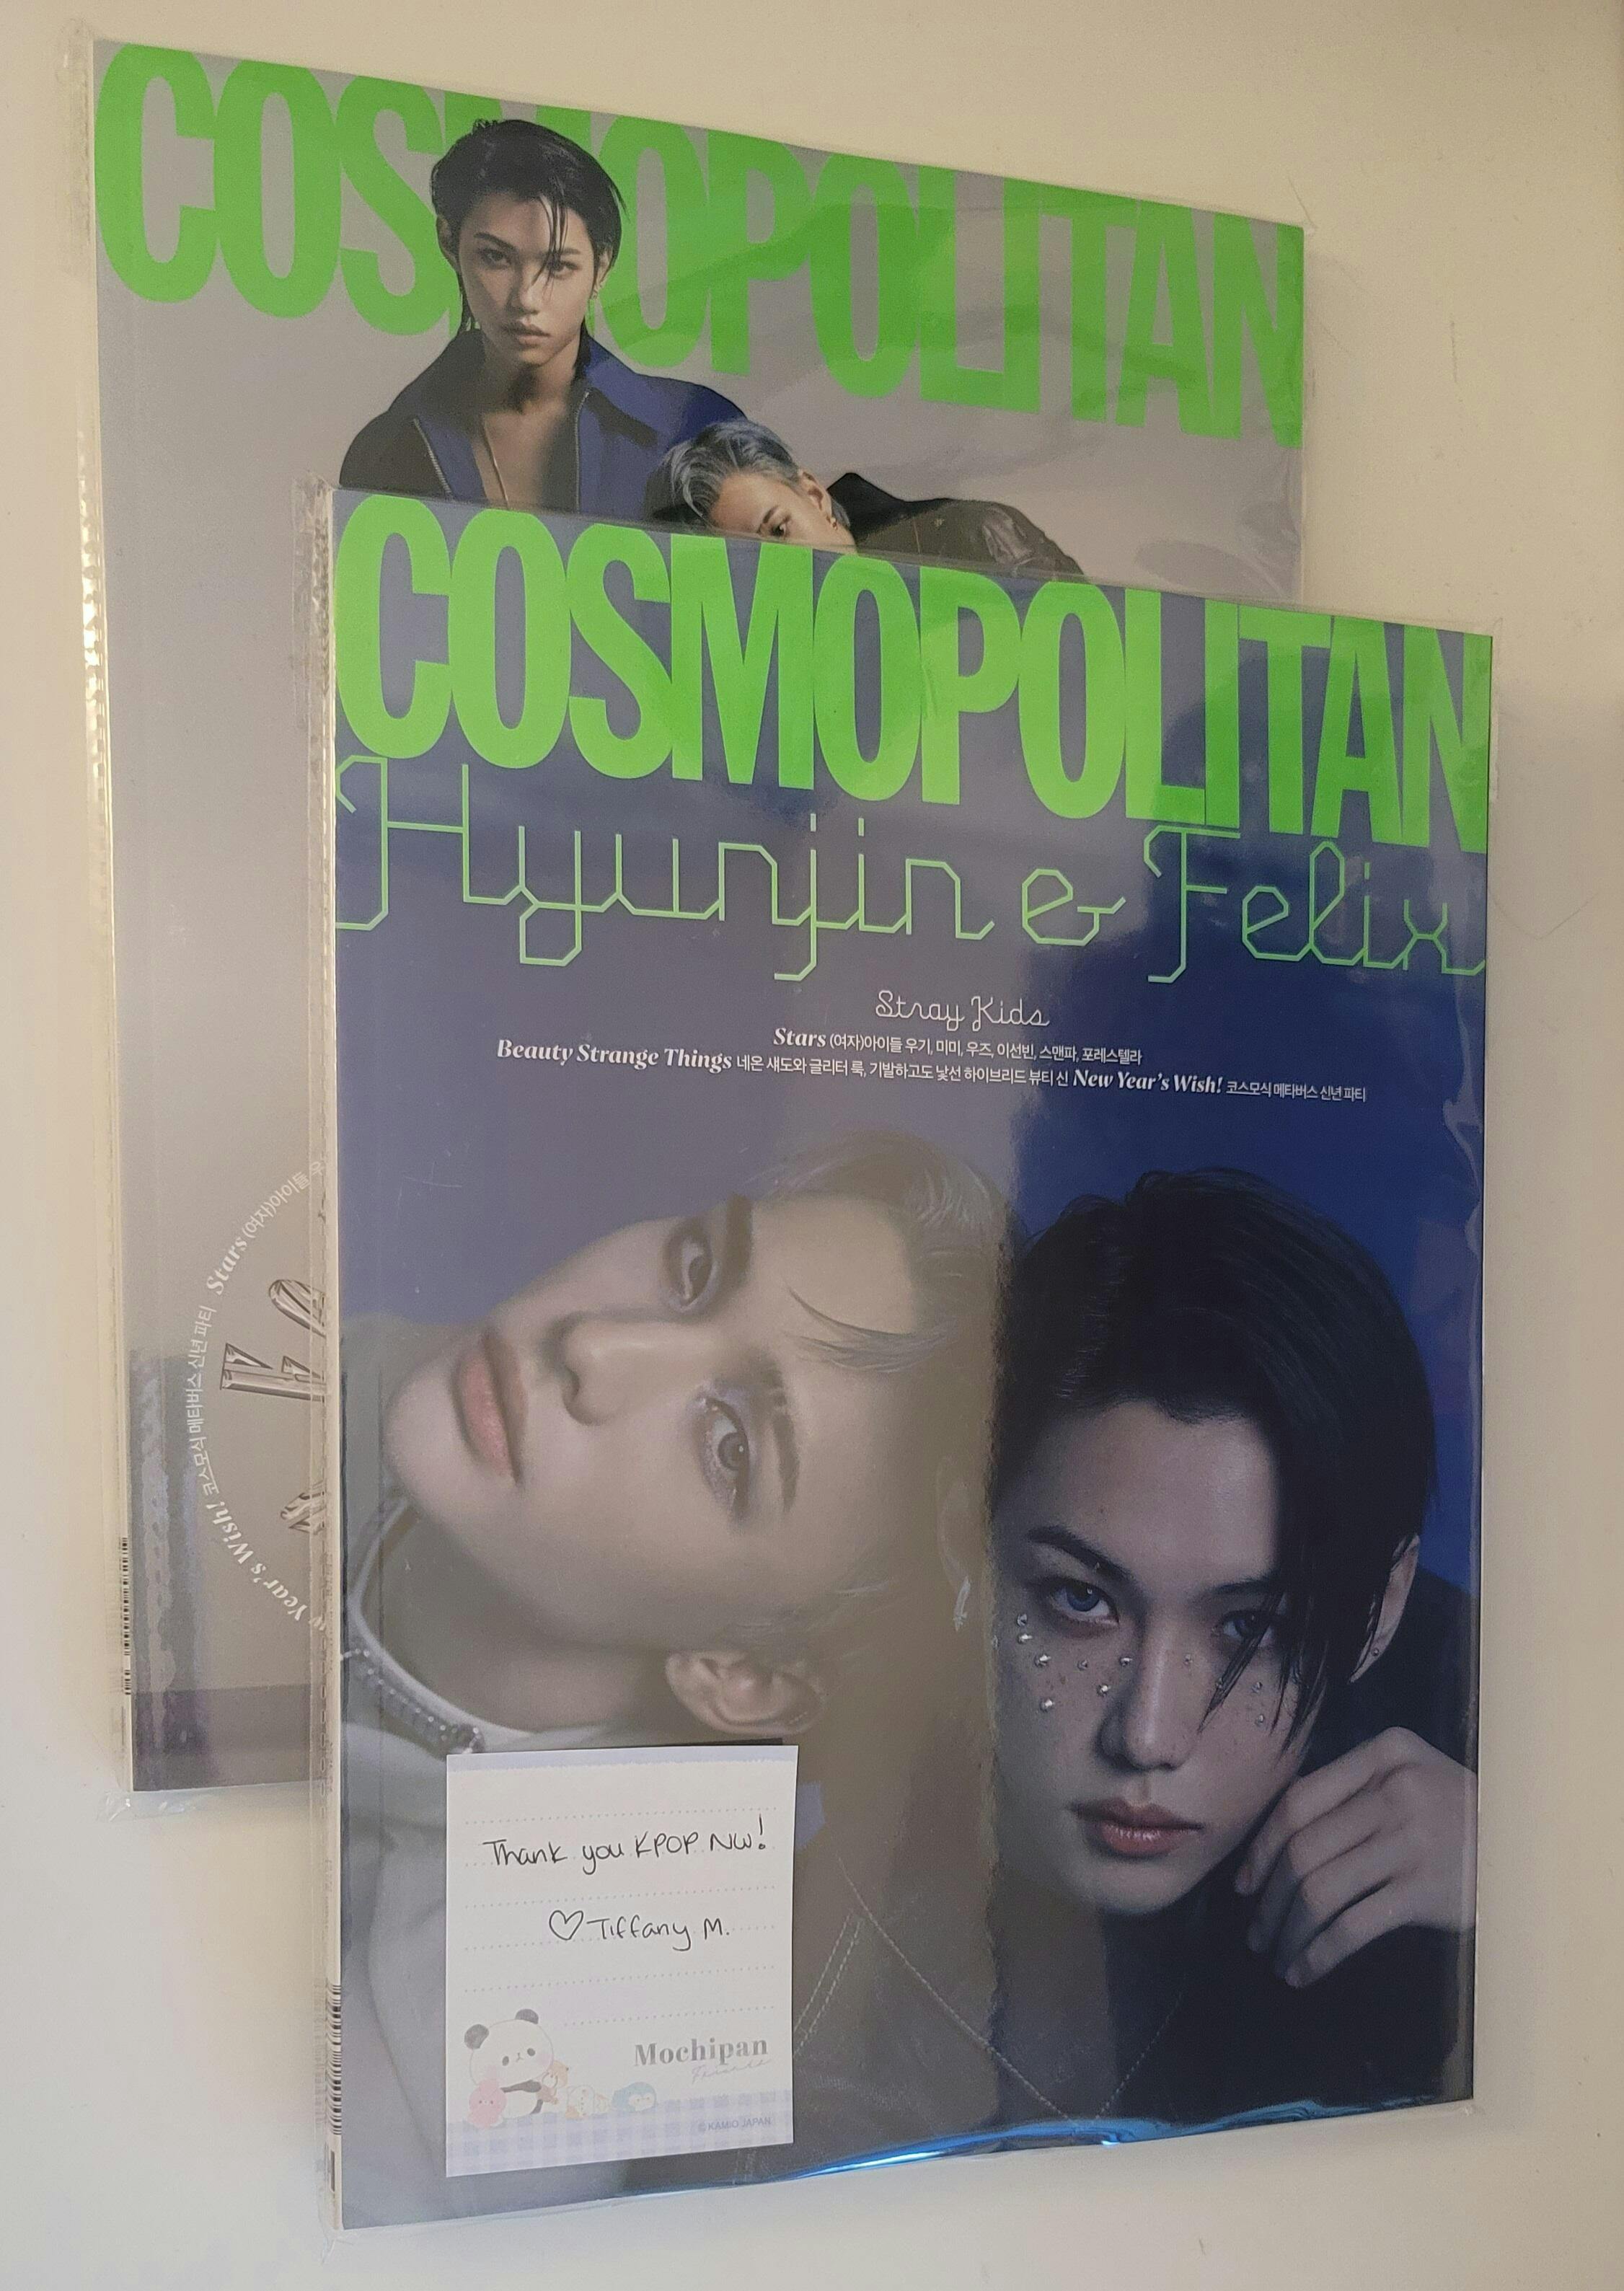 COSMOPOLITAN
COSMOPOLITAN
Hyunjin & Felix
Stray Kids
Stars (여자)아이들 우기, 미미, 우즈, 이선빈, 스맨파, 포레스텔라
Beauty Strange Things 네온 섀도와 글리터 룩, 기발하고도 낯선 하이브리드 뷰티 신 New Year's Wish! 코스모식 메타버스 신년 파티
Stars (여자)아이들
Year's Wish! 코스모식 메타버스 신년 파티
Thank you KPOP NW!
♡ Tiffany M.
Mochipan
Friends
© KAMIO JAPAN